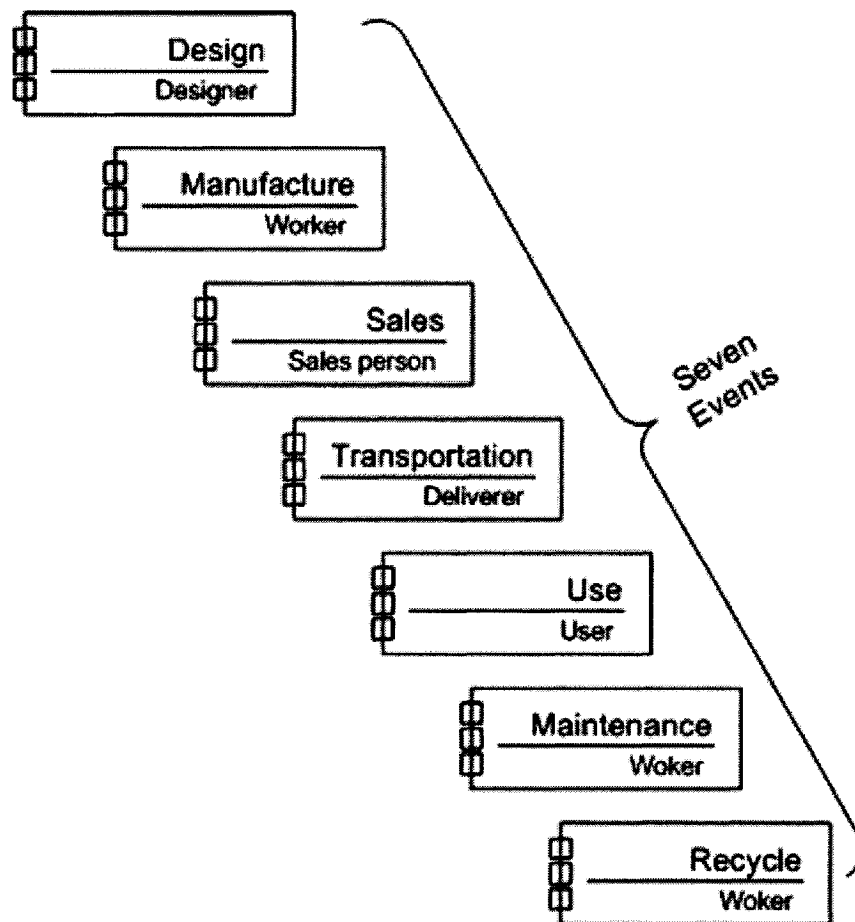 Design
Designer
Manufacture
Worker
Sales
Sales person
Transportation
Deliverer
Use
User
Maintenance
Woker
Recycle
Woker
Seven
Events